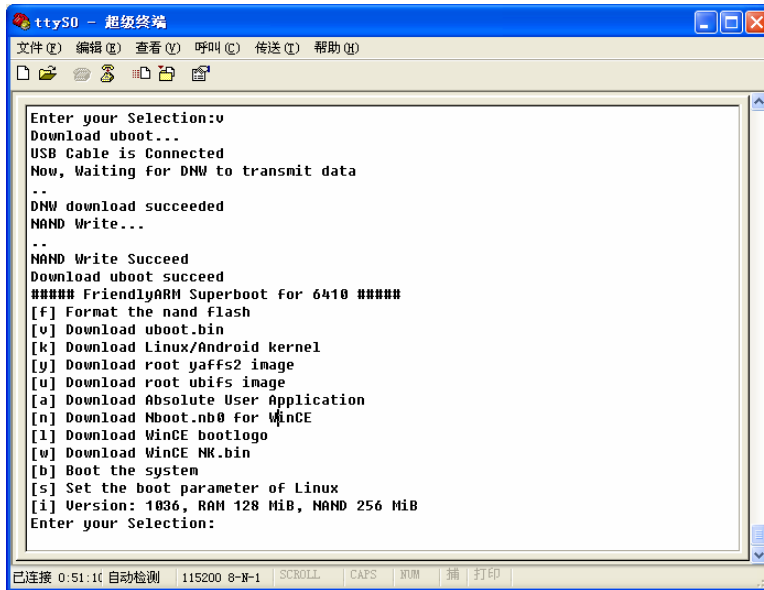 ttyS0 - 超级终端
文件(F) 编辑(E) 查看(V) 呼叫(C) 传送(T) 帮助(H)
Enter your Selection:v
Download uboot...
USB Cable is Connected
Now, Waiting for DNW to transmit data
..
DNW download succeeded
NAND Write...
..
NAND Write Succeed
Download uboot succeed
##### FriendlyARM Superboot for 6410 #####
[f] Format the nand flash
[v] Download uboot.bin
[k] Download Linux/Android kernel
[y] Download root yaffs2 image
[u] Download root ubifs image
[a] Download Absolute User Application
[n] Download Nboot.nb0 for WinCE
[l] Download WinCE bootlogo
[w] Download WinCE NK.bin
[b] Boot the system
[s] Set the boot parameter of Linux
[i] Version: 1036, RAM 128 MiB, NAND 256 MiB
Enter your Selection:
已连接 0:51:10 自动检测 115200 8-N-1 SCROLL CAPS NUM 捕 打印